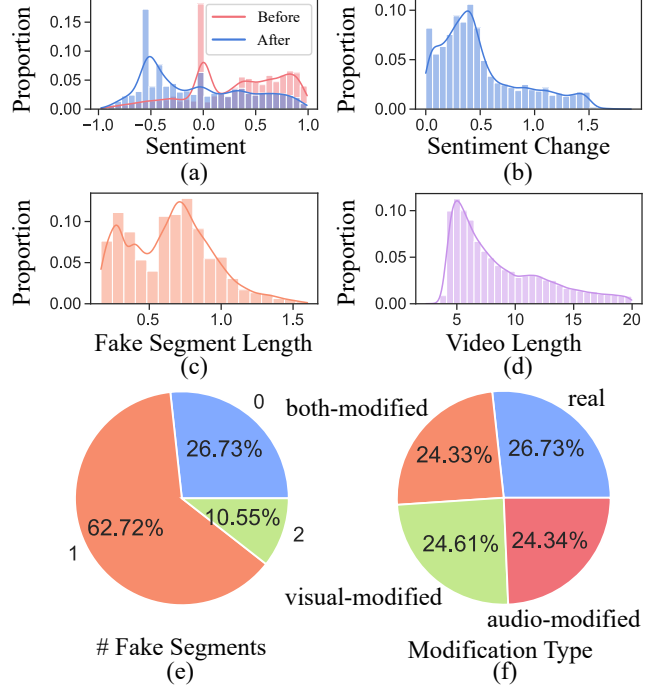 Proportion
0.15
0.10
0.05
0.00
Before
After
−1.0
−0.5
0.0
0.5
1.0
Sentiment
(a)
Proportion
0.10
0.05
0.00
0.0
0.5
1.0
1.5
Sentiment Change
(b)
Proportion
0.10
0.05
0.00
0.5
1.0
1.5
Fake Segment Length
(c)
Proportion
0.10
0.05
0.00
5
10
15
20
Video Length
(d)
0
26.73%
62.72%
1
10.55%
2
# Fake Segments
(e)
both-modified
real
24.33%
26.73%
24.61%
24.34%
visual-modified
audio-modified
Modification Type
(f)